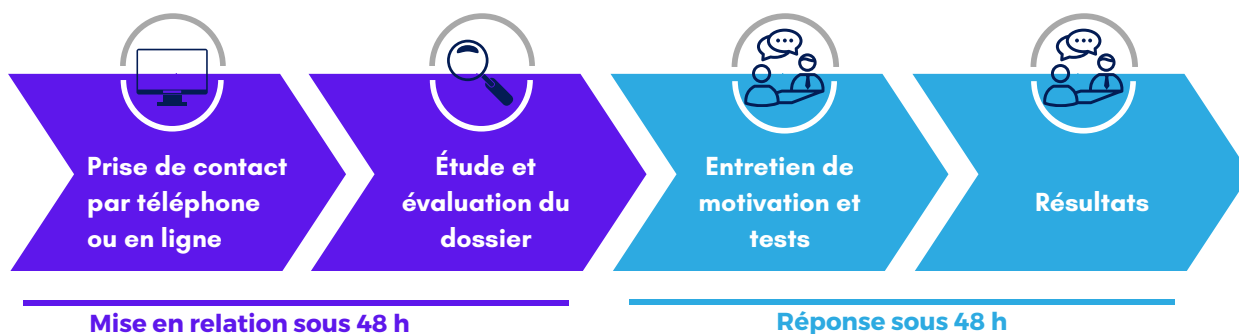 Prise de contact
par téléphone
ou en ligne
Étude et
évaluation du
dossier
Entretien de
motivation et
tests
Résultats
Mise en relation sous 48 h
Réponse sous 48 h